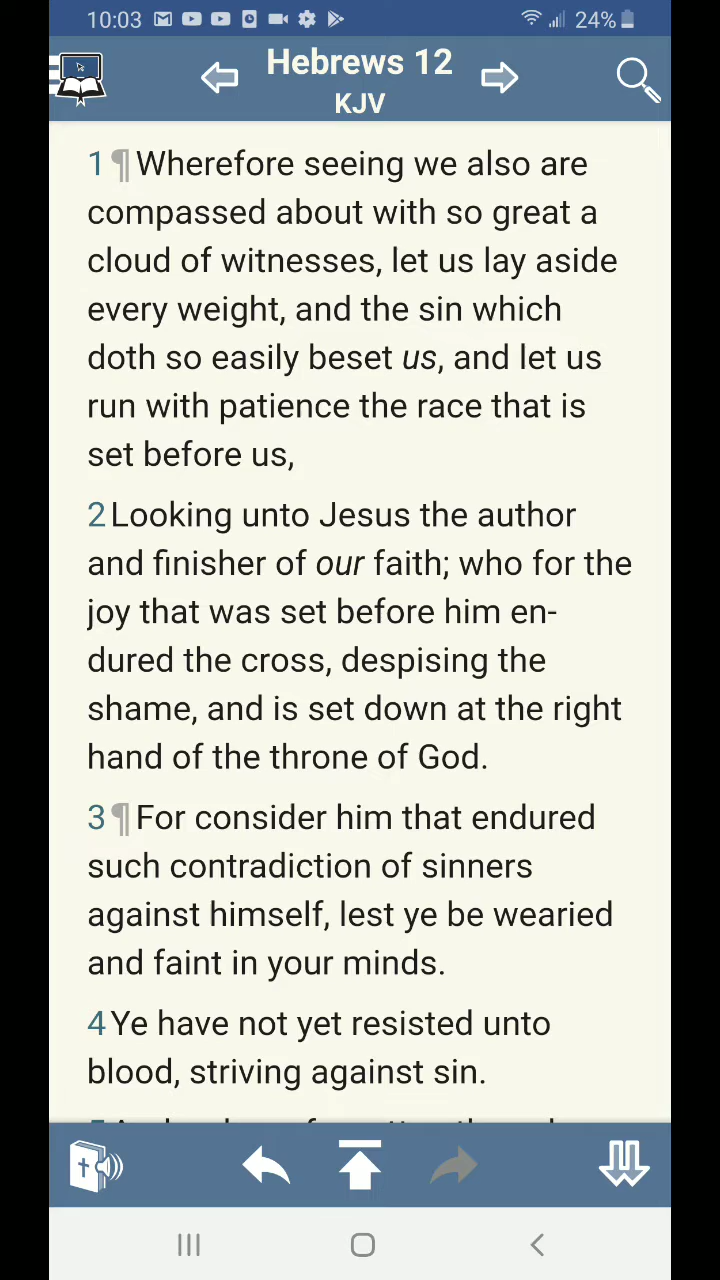 10:03 24%
Hebrews 12
KJV
1 ¶ Wherefore seeing we also are
compassed about with so great a
cloud of witnesses, let us lay aside
every weight, and the sin which
doth so easily beset us, and let us
run with patience the race that is
set before us,
2 Looking unto Jesus the author
and finisher of our faith; who for the
joy that was set before him en-
dured the cross, despising the
shame, and is set down at the right
hand of the throne of God.
3 ¶ For consider him that endured
such contradiction of sinners
against himself, lest ye be wearied
and faint in your minds.
4 Ye have not yet resisted unto
blood, striving against sin.